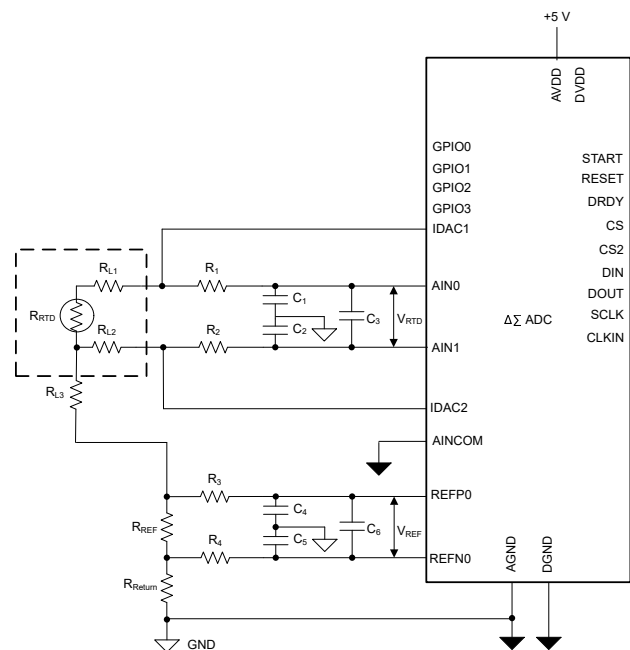 +5 V
AVDD
DVDD
GPIO0
GPIO1
GPIO2
GPIO3
IDAC1
START
RESET
DRDY
CS
CS2
DIN
DOUT
SCLK
CLKIN
RL1
R1
AIN0
C1
RRTD
C3
VRTD
ΔΣ ADC
C2
RL2
R2
AIN1
RL3
IDAC2
AINCOM
R3
REFP0
C4
RREF
C6
VREF
C5
R4
REFN0
RReturn
AGND
DGND
GND